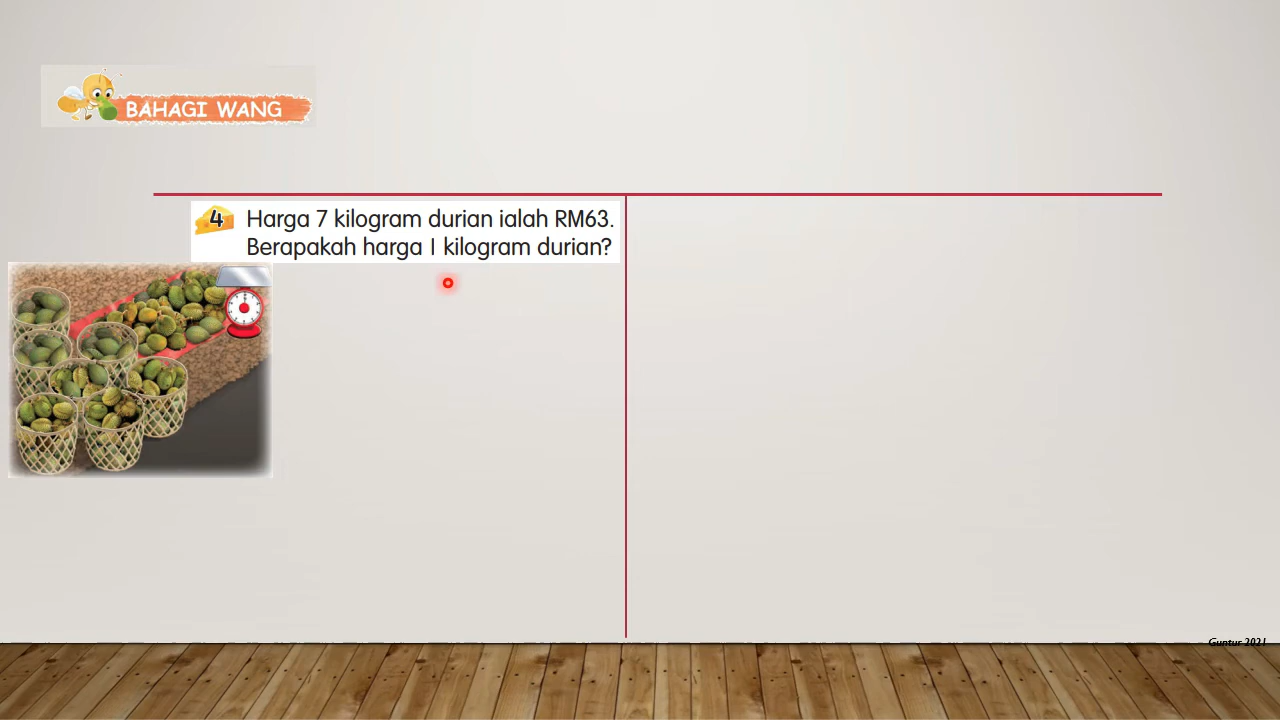 BAHAGI WANG
4 Harga 7 kilogram durian ialah RM63.
Berapakah harga 1 kilogram durian?
Guntur 2021